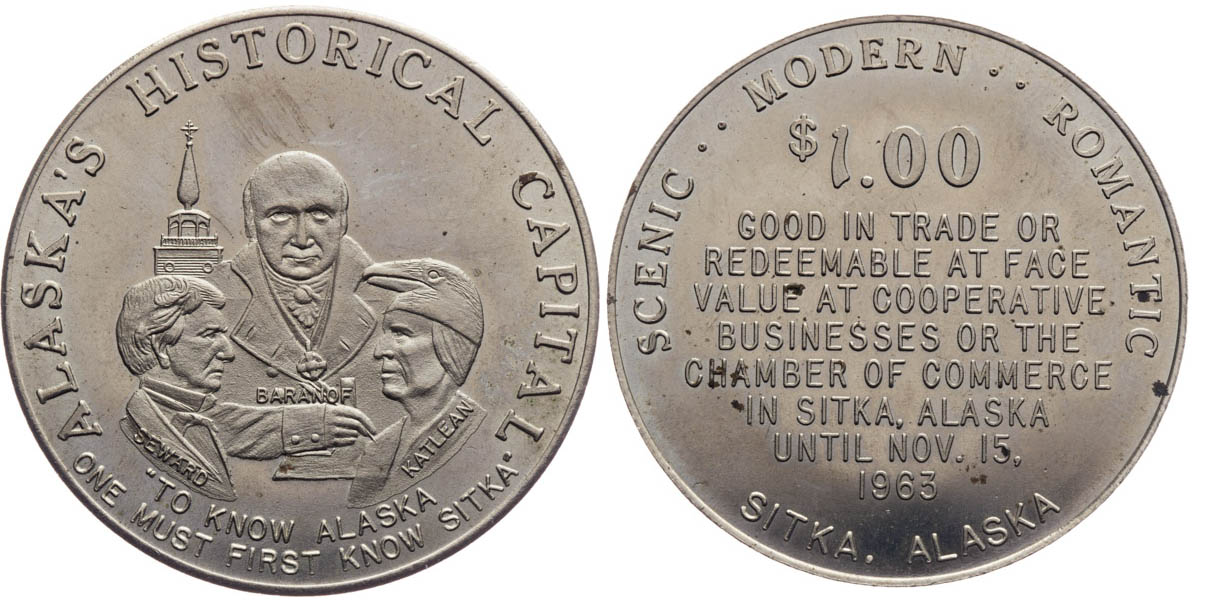 ALASKA'S HISTORICAL CAPITAL
BARANOF
SEWARD
KATLEAN
"TO KNOW ALASKA
ONE MUST FIRST KNOW SITKA"
SCENIC · · MODERN · · ROMANTIC
$1.00
GOOD IN TRADE OR
REDEEMABLE AT FACE
VALUE AT COOPERATIVE
BUSINESSES OR THE
CHAMBER OF COMMERCE
IN SITKA, ALASKA
UNTIL NOV. 15,
1963
SITKA, ALASKA